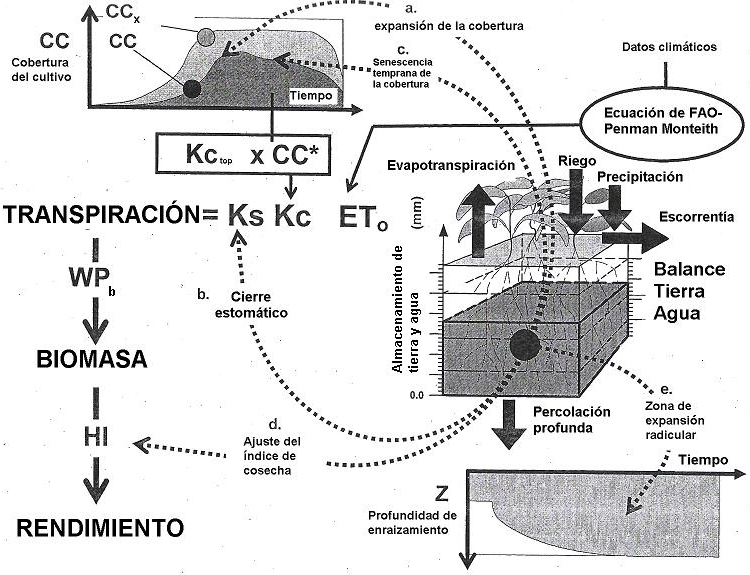 CCx
CC
CC
Cobertura
del cultivo
Tiempo
a.
expansión de la cobertura
c.
Senescencia
temprana de
la cobertura
Datos climáticos
Ecuación de FAO-
Penman Monteith
Kc top x CC*
Evapotranspiración
Riego
Precipitación
Escorrentía
TRANSPIRACIÓN= Ks Kc ETo
(mm)
Almacenamiento de
tierra y agua
0.0
Balance
Tierra
Agua
WPb
b.
Cierre
estomático
BIOMASA
Percolación
profunda
e.
Zona de
expansión
radicular
d.
Ajuste del
índice de
cosecha
HI
Tiempo
Z
Profundidad de
enraizamiento
RENDIMIENTO